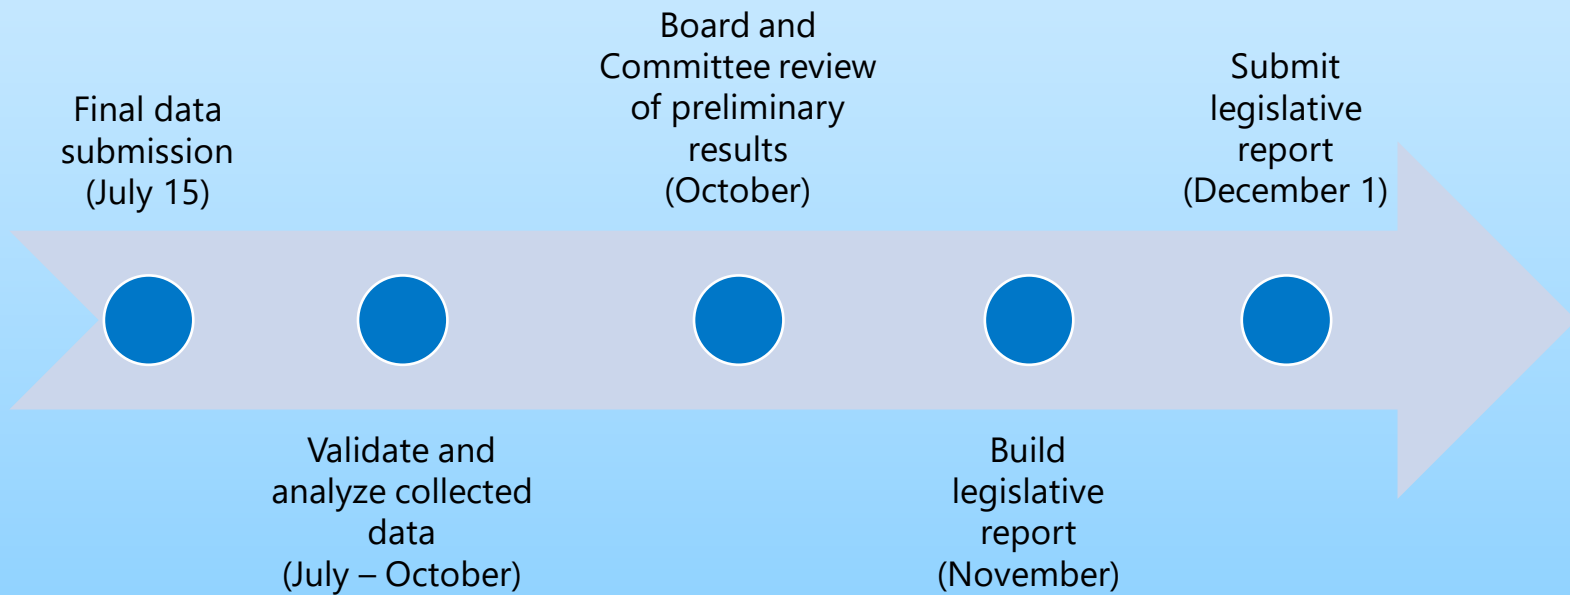 Final data
submission
(July 15)
Validate and
analyze collected
data
(July – October)
Board and
Committee review
of preliminary
results
(October)
Build
legislative
report
(November)
Submit
legislative
report
(December 1)